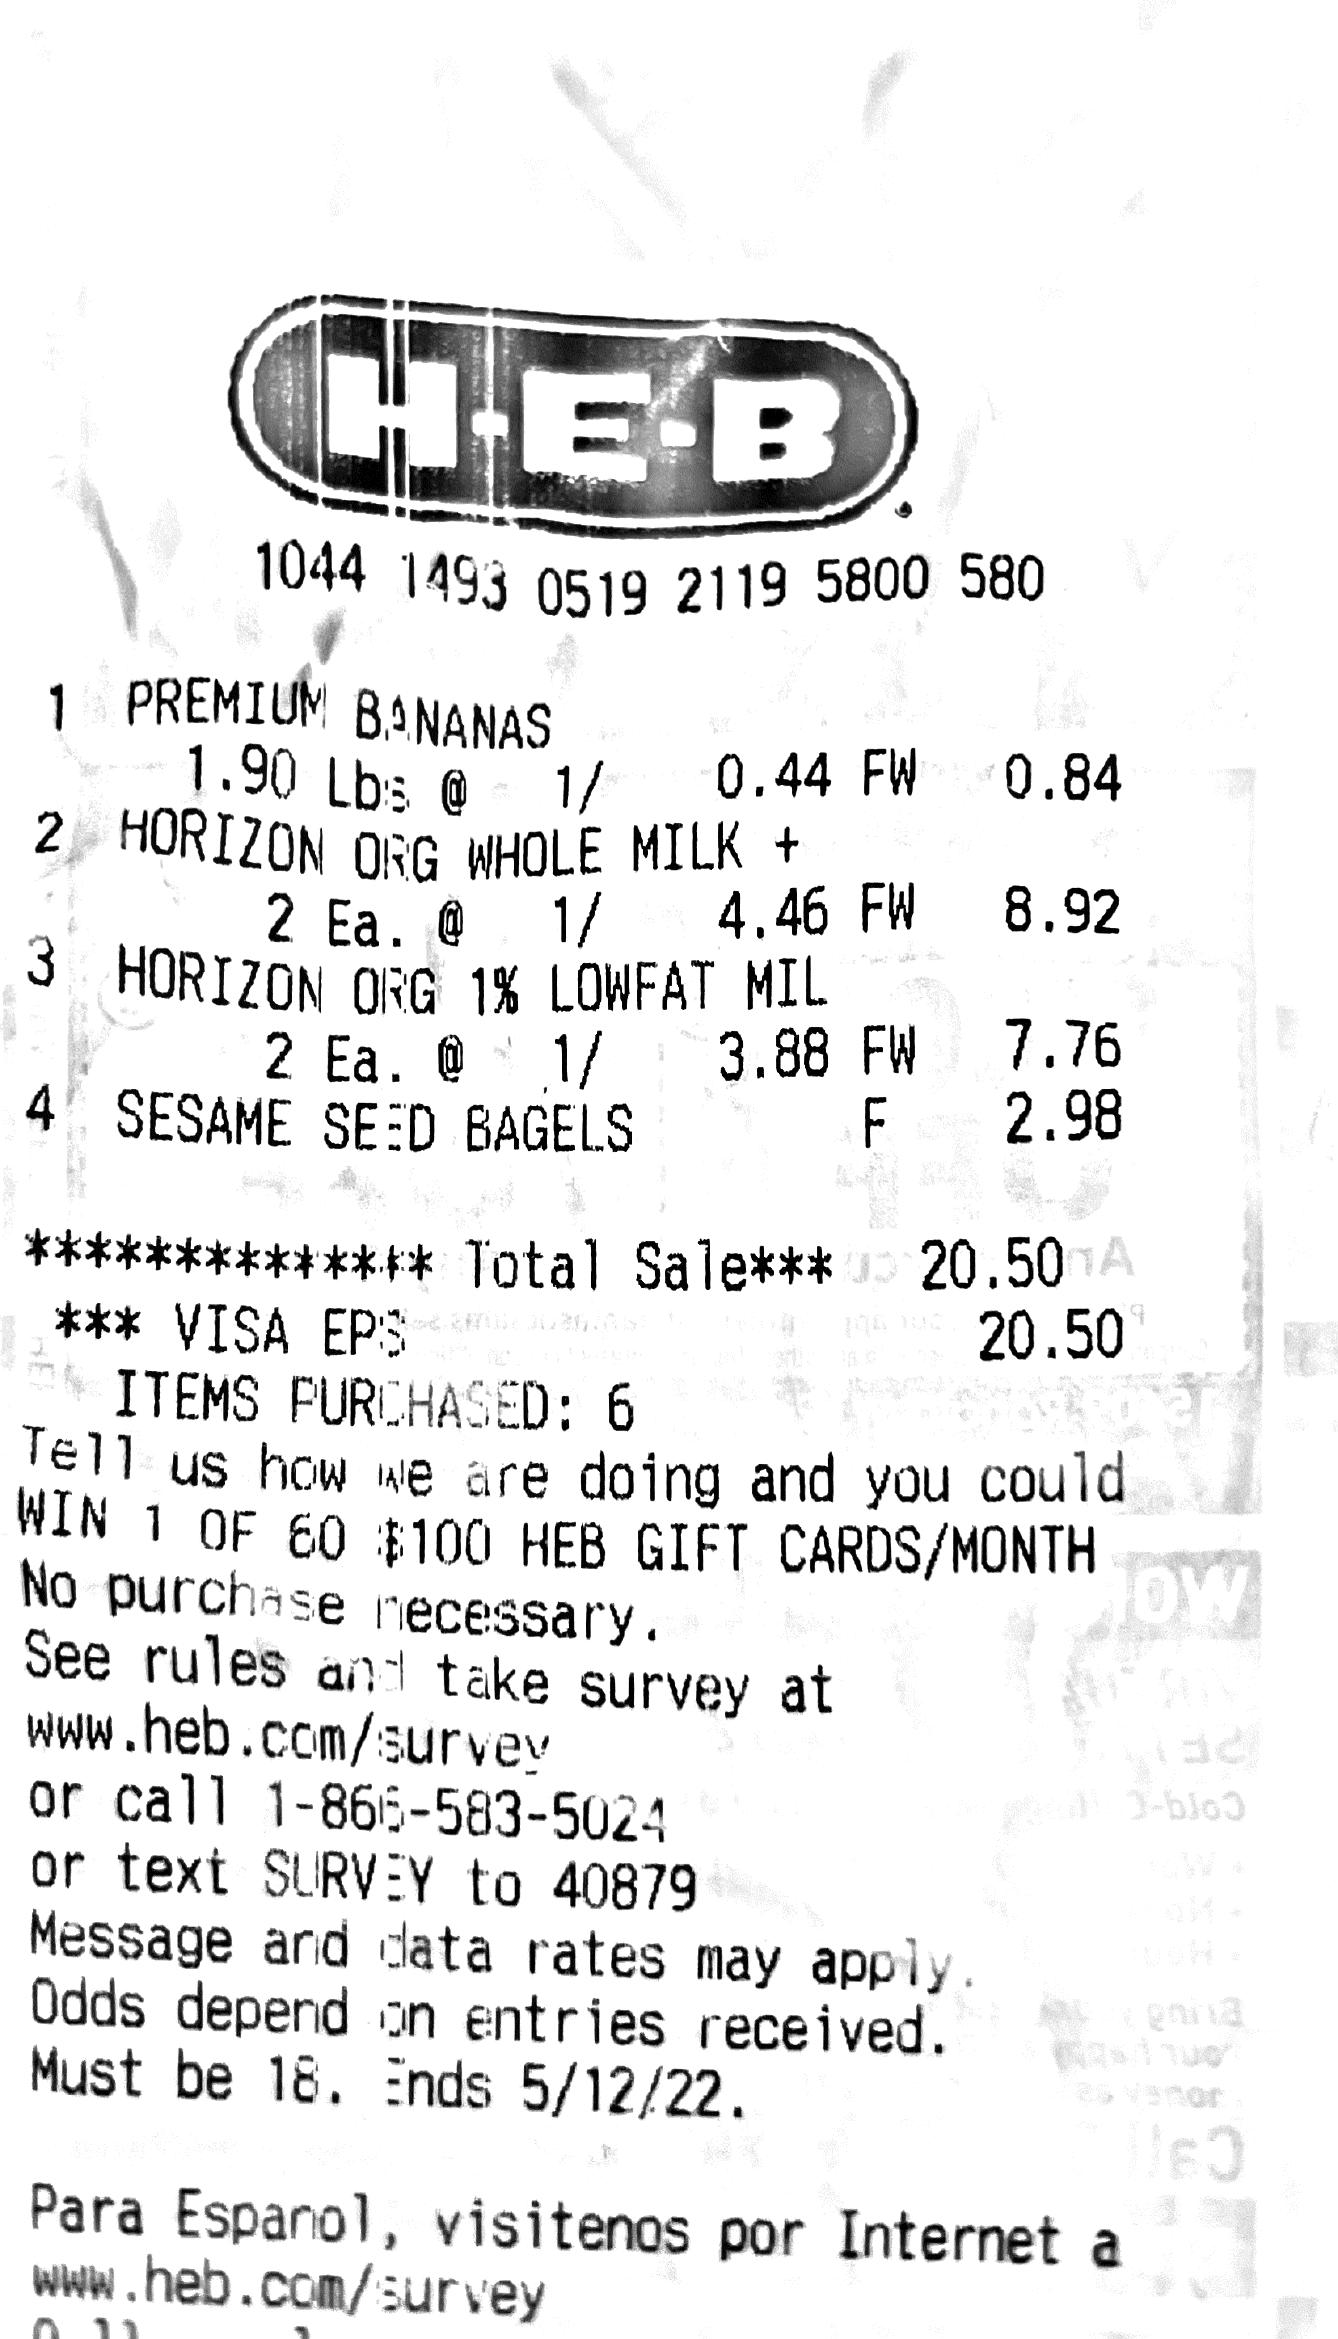 H-E-B
1044 1493 0519 2119 5800 580
1 PREMIUM BANANAS
1.90 Lbs @ 1/ 0.44 FW 0.84
2 HORIZON ORG WHOLE MILK +
2 Ea. @ 1/ 4.46 FW 8.92
3 HORIZON ORG 1% LOWFAT MIL
2 Ea. @ 1/ 3.88 FW 7.76
4 SESAME SEED BAGELS F 2.98
************** Total Sale*** 20.50
*** VISA EPS 20.50
ITEMS PURCHASED: 6
Tell us how we are doing and you could
WIN 1 OF 60 $100 HEB GIFT CARDS/MONTH
No purchase necessary.
See rules and take survey at
www.heb.com/survey
or call 1-866-583-5024
or text SURVEY to 40879
Message and data rates may apply.
Odds depend on entries received.
Must be 18. Ends 5/12/22.
Para Espanol, visitenos por Internet a
www.heb.com/survey